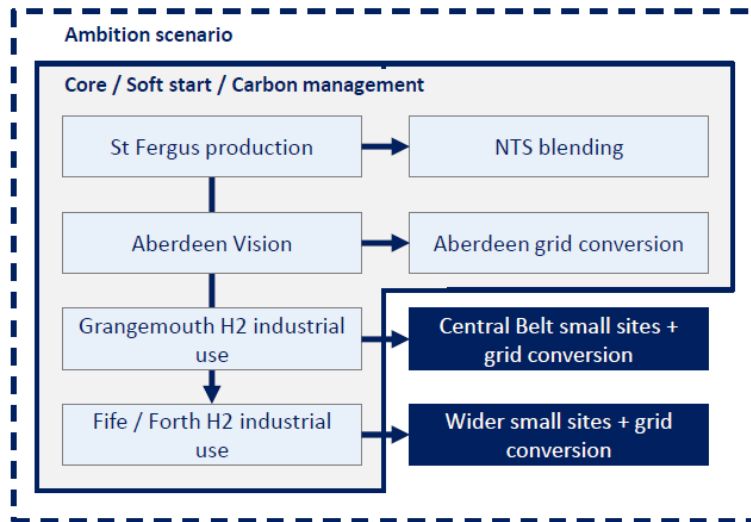 Ambition scenario
Core / Soft start / Carbon management
St Fergus production
NTS blending
Aberdeen Vision
Aberdeen grid conversion
Grangemouth H2 industrial
use
Central Belt small sites +
grid conversion
Fife / Forth H2 industrial
use
Wider small sites + grid
conversion